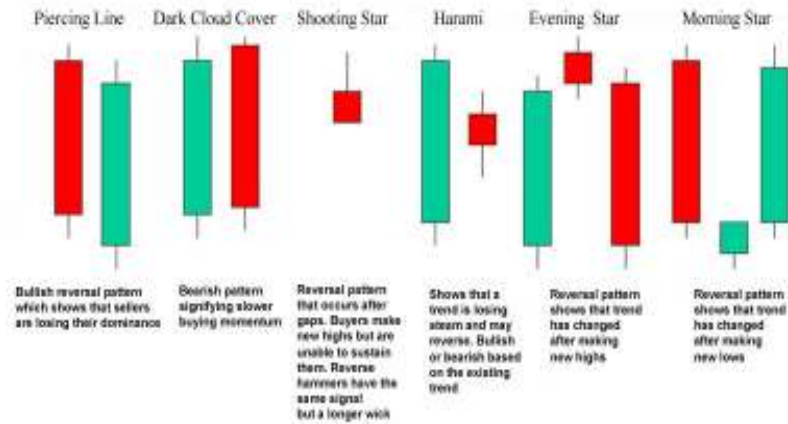 Piercing Line
Dark Cloud Cover
Shooting Star
Harami
Evening Star
Morning Star
Bullish reversal pattern
which shows that sellers
are losing their dominance
Bearish pattern
signifying slower
buying momentum
Reversal pattern
that occurs after
gaps. Buyers make
new highs but are
unable to sustain
them. Reverse
hammers have the
same signal
but a longer wick
Shows that a
trend is losing
steam and may
reverse. Bullish
or bearish based
on the existing
trend
Reversal pattern
shows that trend
has changed
after making
new highs
Reversal pattern
shows that trend
has changed
after making
new lows